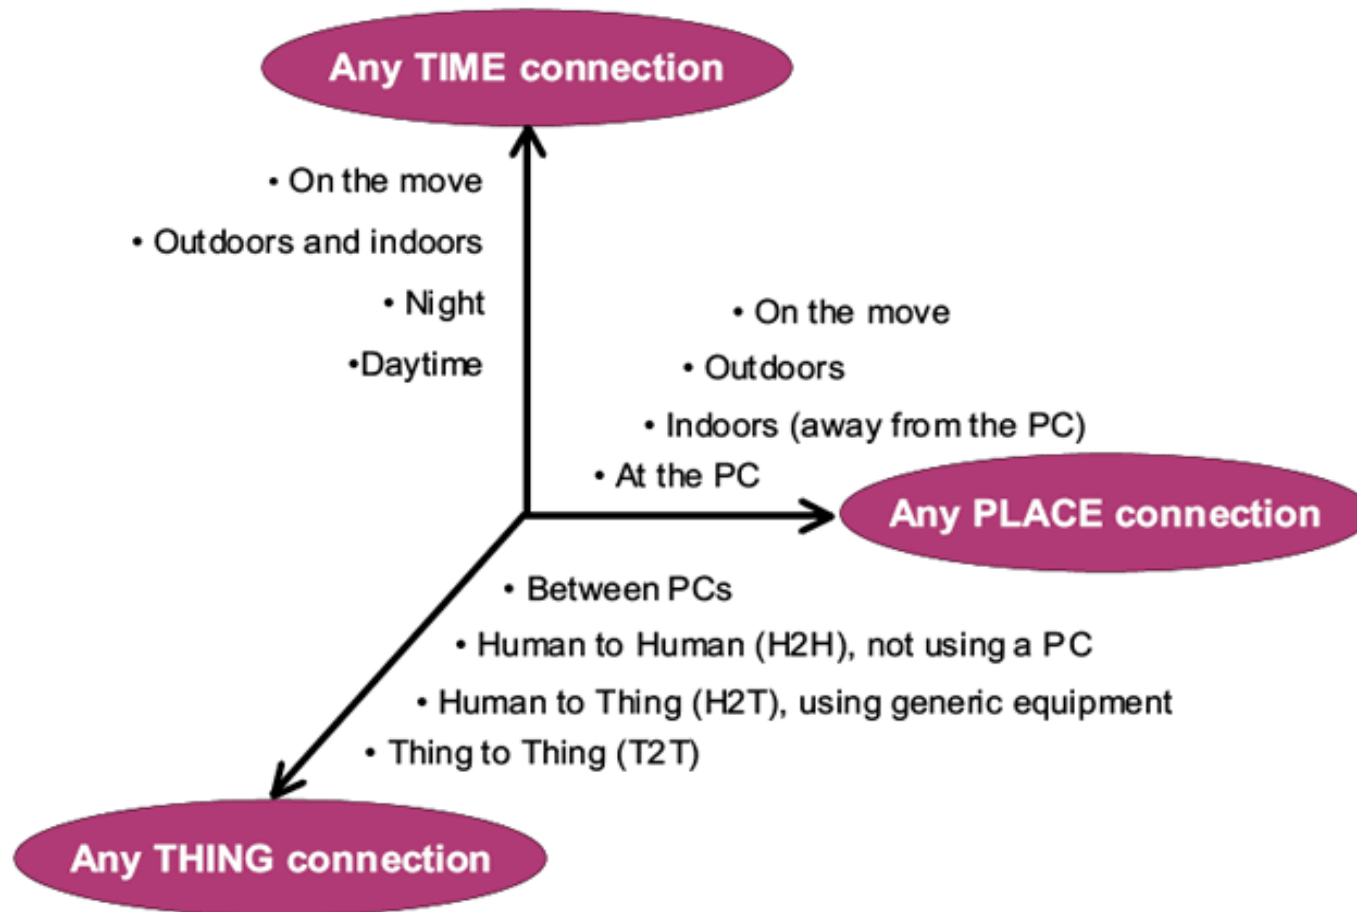 Any TIME connection
• On the move
• Outdoors and indoors
• Night
•Daytime
• On the move
• Outdoors
• Indoors (away from the PC)
• At the PC
Any PLACE connection
• Between PCs
• Human to Human (H2H), not using a PC
• Human to Thing (H2T), using generic equipment
• Thing to Thing (T2T)
Any THING connection